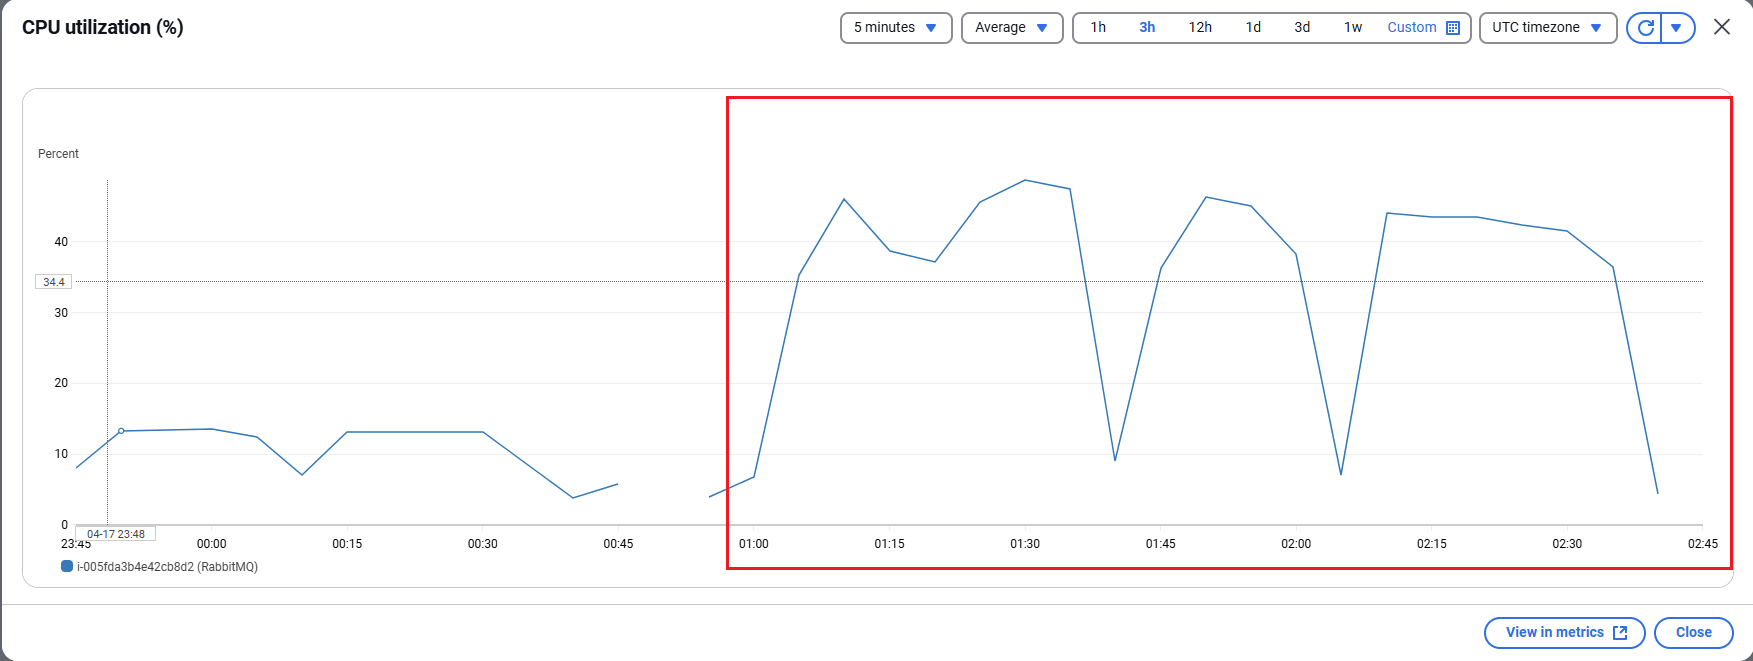 CPU utilization (%)
5 minutes
Average
1h 3h 12h 1d 3d 1w Custom
UTC timezone
Percent
40
34.4
30
20
10
0
04-17 23:48
23:45 00:00 00:15 00:30 00:45 01:00 01:15 01:30 01:45 02:00 02:15 02:30 02:45
i-005fda3b4e42cb8d2 (RabbitMQ)
View in metrics
Close